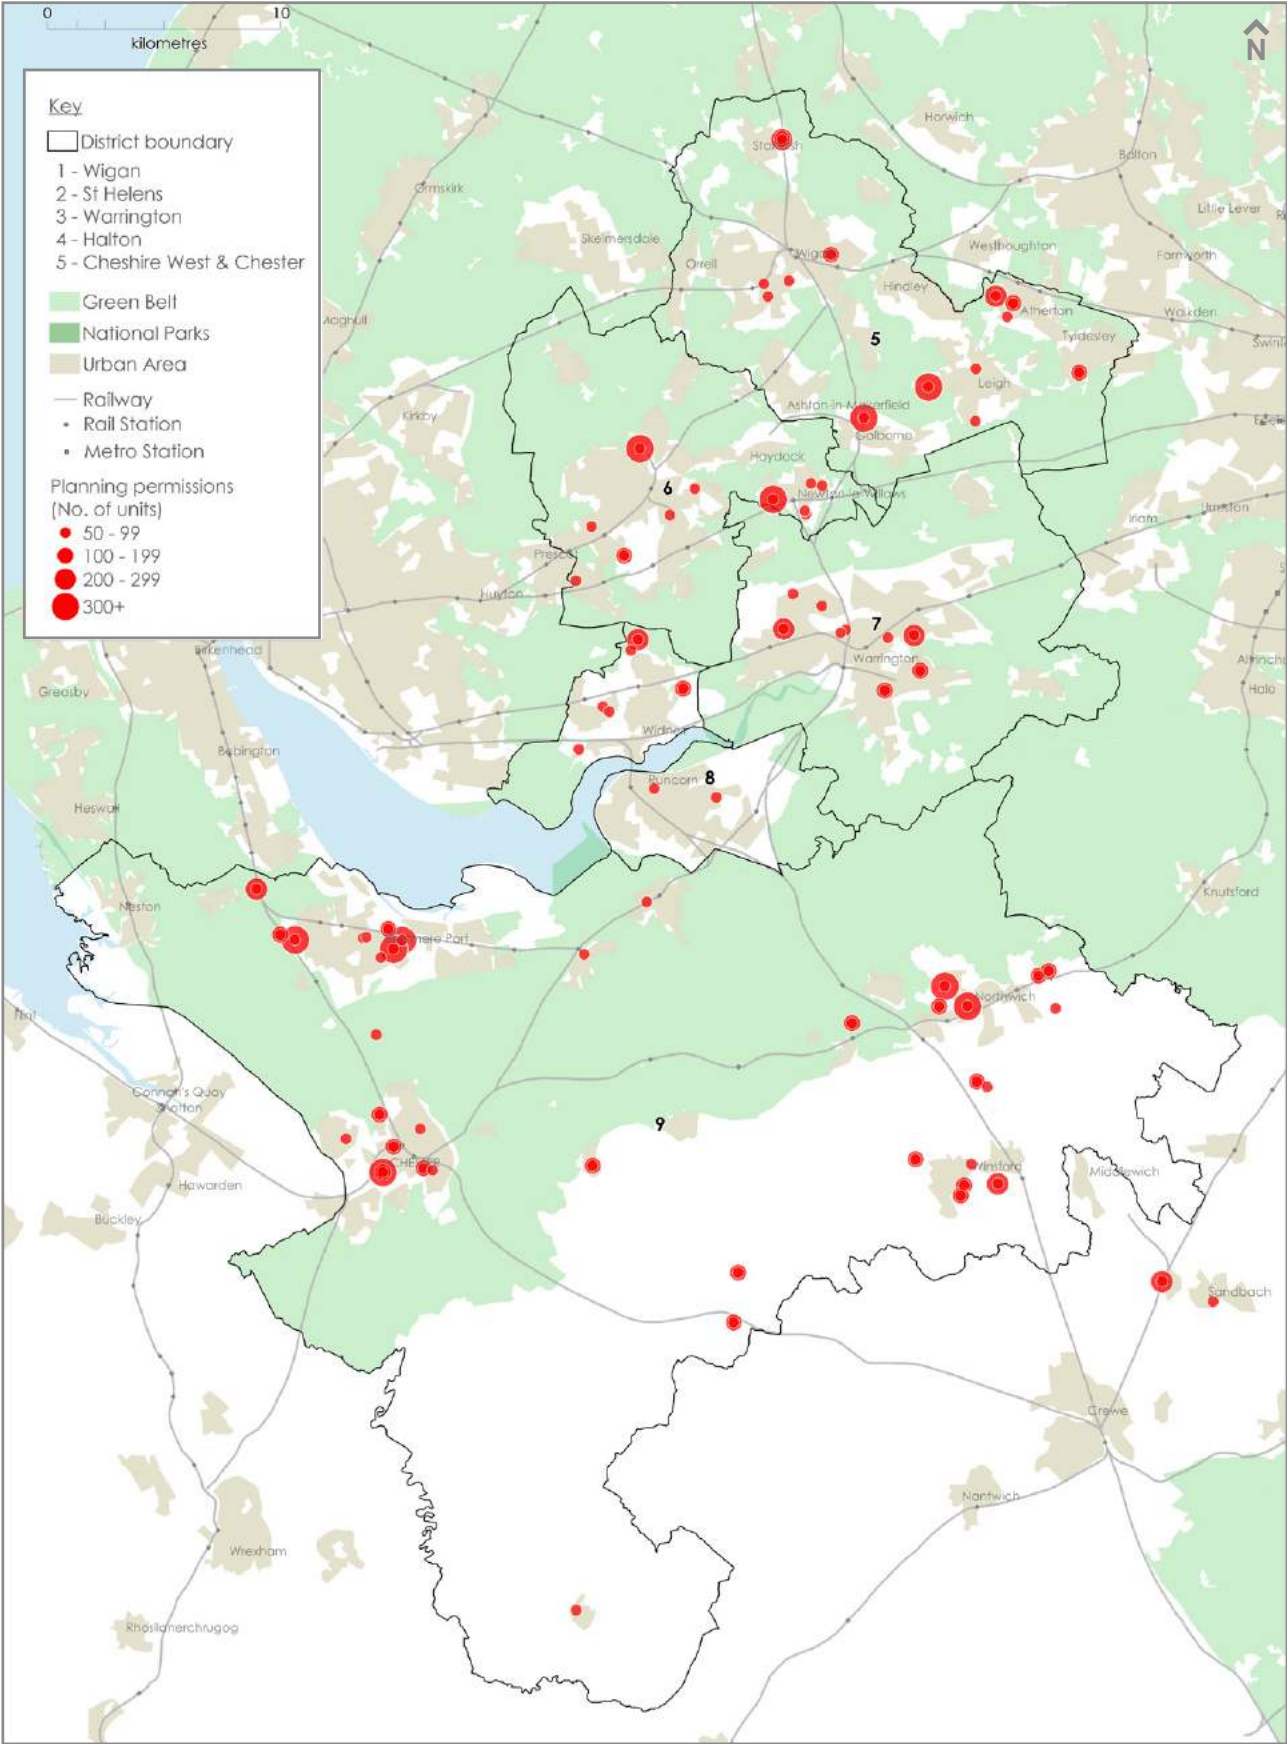 0 10
kilometres
N
Key
District boundary
1 - Wigan
2 - St Helens
3 - Warrington
4 - Halton
5 - Cheshire West & Chester
Green Belt
National Parks
Urban Area
Railway
Rail Station
Metro Station
Planning permissions
(No. of units)
50 - 99
100 - 199
200 - 299
300+
Horwich
Bolton
Ormskirk
Little Lever
Skelmersdale
Westhoughton
Orrell
Farnworth
Hindley
Maghull
Atherton
Walkden
Tyldesley
5
Leigh
Kirkby
Ashton-in-Makerfield
Golborne
Haydock
6
Newton-le-Willows
Urmston
Irlam
Prescot
Huyton
7
Birkenhead
Warrington
Greasby
Widnes
Bebington
Runcorn
8
Heswall
Knutsford
Neston
Northwich
Flint
Connah's Quay
Shotton
9
Winsford
Middlewich
Hawarden
Buckley
Sandbach
Crewe
Nantwich
Wrexham
Rhosllanerchrugog